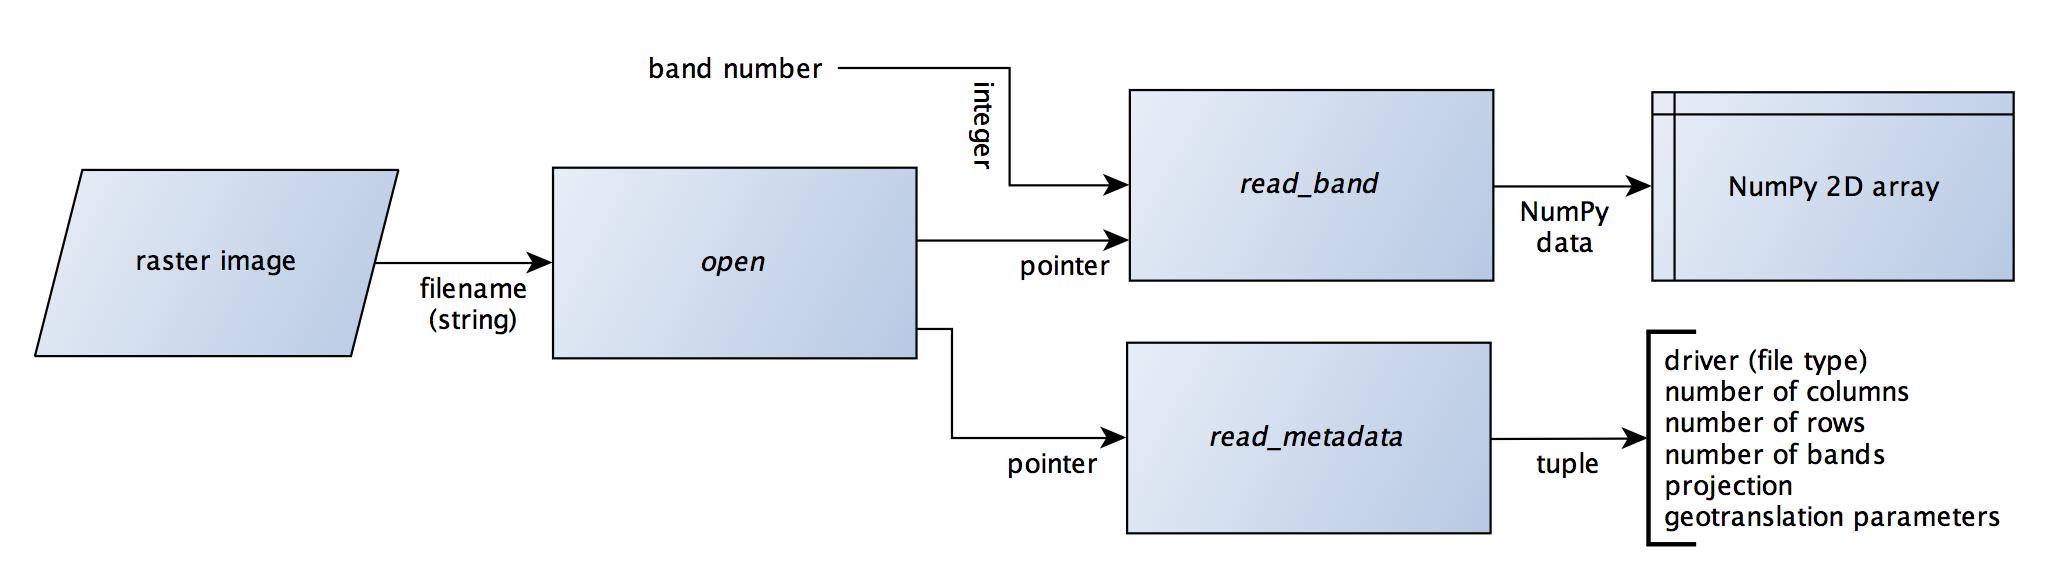 band number
integer
raster image
filename
(string)
open
pointer
pointer
read_band
NumPy
data
NumPy 2D array
read_metadata
tuple
driver (file type)
number of columns
number of rows
number of bands
projection
geotranslation parameters